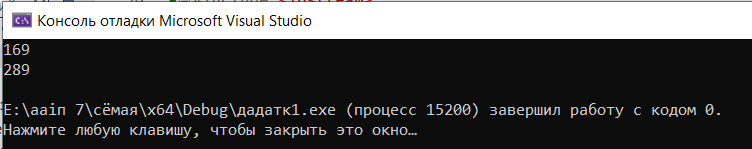 Консоль отладки Microsoft Visual Studio
169
289
E:\аaiп 7\сёмая\x64\Debug\дадатк1.exe (процесс 15200) завершил работу с кодом 0.
Нажмите любую клавишу, чтобы закрыть это окно…